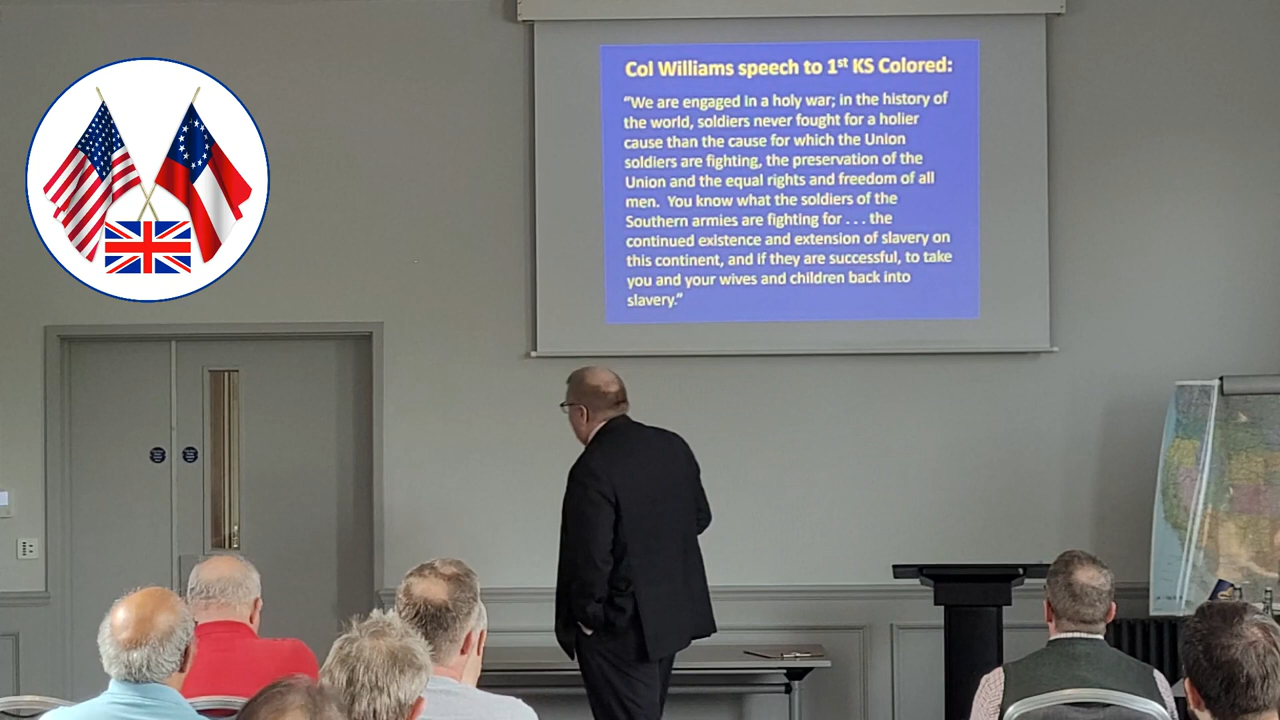 Col Williams speech to 1st KS Colored:
“We are engaged in a holy war; in the history of
the world, soldiers never fought for a holier
cause than the cause for which the Union
soldiers are fighting, the preservation of the
Union and the equal rights and freedom of all
men. You know what the soldiers of the
Southern armies are fighting for . . . the
continued existence and extension of slavery on
this continent, and if they are successful, to take
you and your wives and children back into
slavery.”